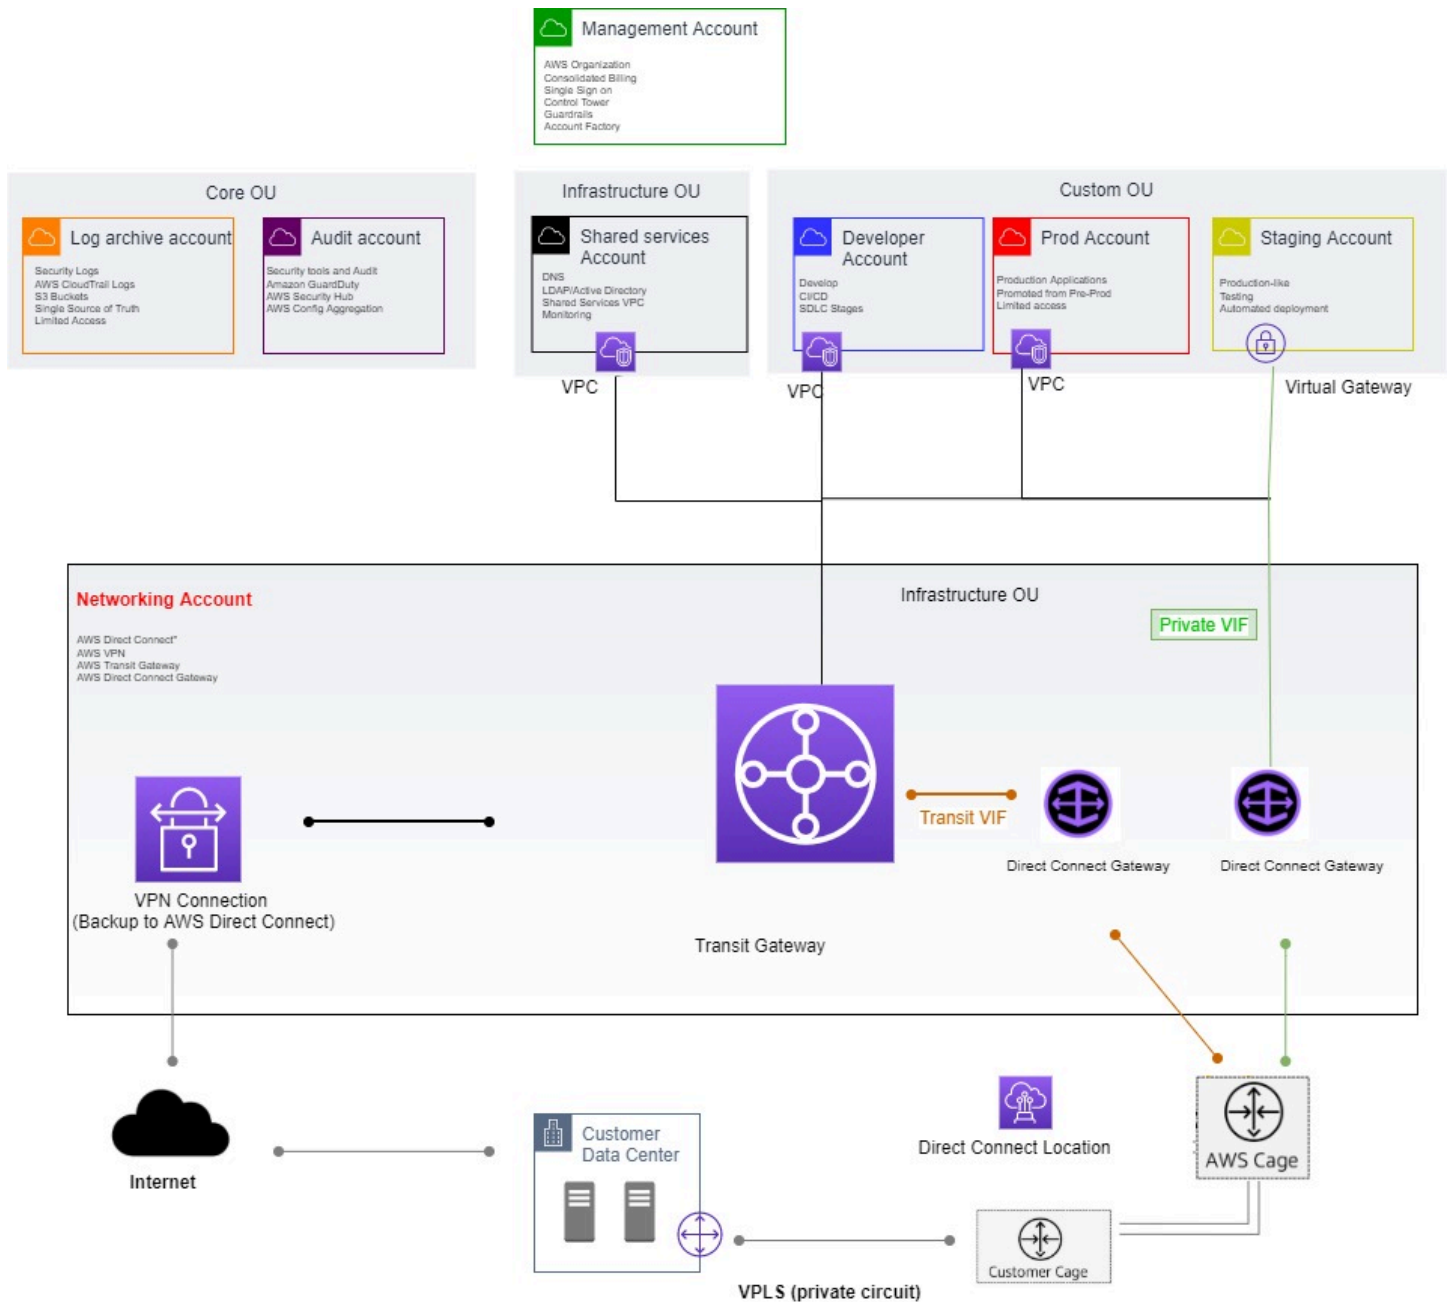 Management Account
AWS Organization
Consolidated Billing
Single Sign on
Control Tower
Guardrails
Account Factory
Core OU
Log archive account
Security Logs
AWS CloudTrail Logs
S3 Buckets
Single Source of Truth
Limited Access
Audit account
Security tools and Audit
Amazon GuardDuty
AWS Security Hub
AWS Config Aggregation
Infrastructure OU
Shared services
Account
DNS
LDAP/Active Directory
Shared Services VPC
Monitoring
VPC
Custom OU
Developer
Account
Develop
CI/CD
SDLC Stages
VPC
Prod Account
Production Applications
Promoted from Pre-Prod
Limited access
VPC
Staging Account
Production-like
Testing
Automated deployment
Virtual Gateway
Networking Account
AWS Direct Connect*
AWS VPN
AWS Transit Gateway
AWS Direct Connect Gateway
Infrastructure OU
Private VIF
Transit VIF
Direct Connect Gateway
Direct Connect Gateway
VPN Connection
(Backup to AWS Direct Connect)
Transit Gateway
Internet
Customer
Data Center
Direct Connect Location
AWS Cage
Customer Cage
VPLS (private circuit)